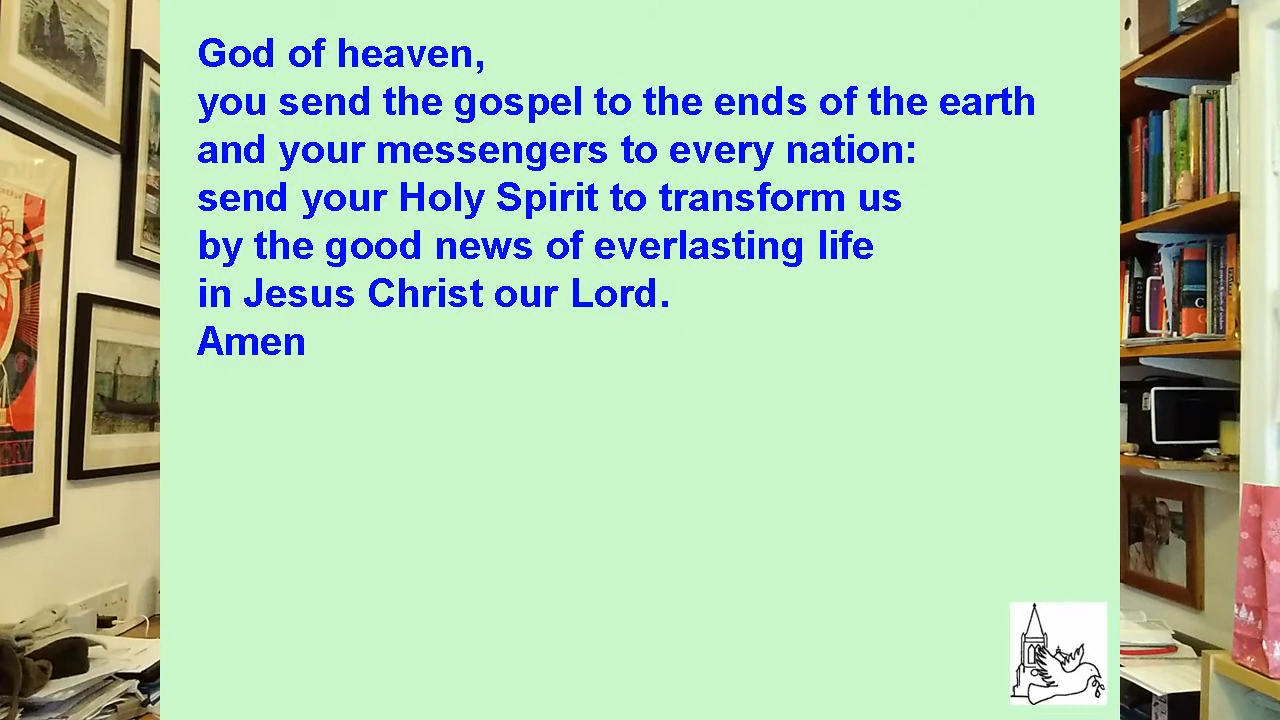 God of heaven,
you send the gospel to the ends of the earth
and your messengers to every nation:
send your Holy Spirit to transform us
by the good news of everlasting life
in Jesus Christ our Lord.
Amen